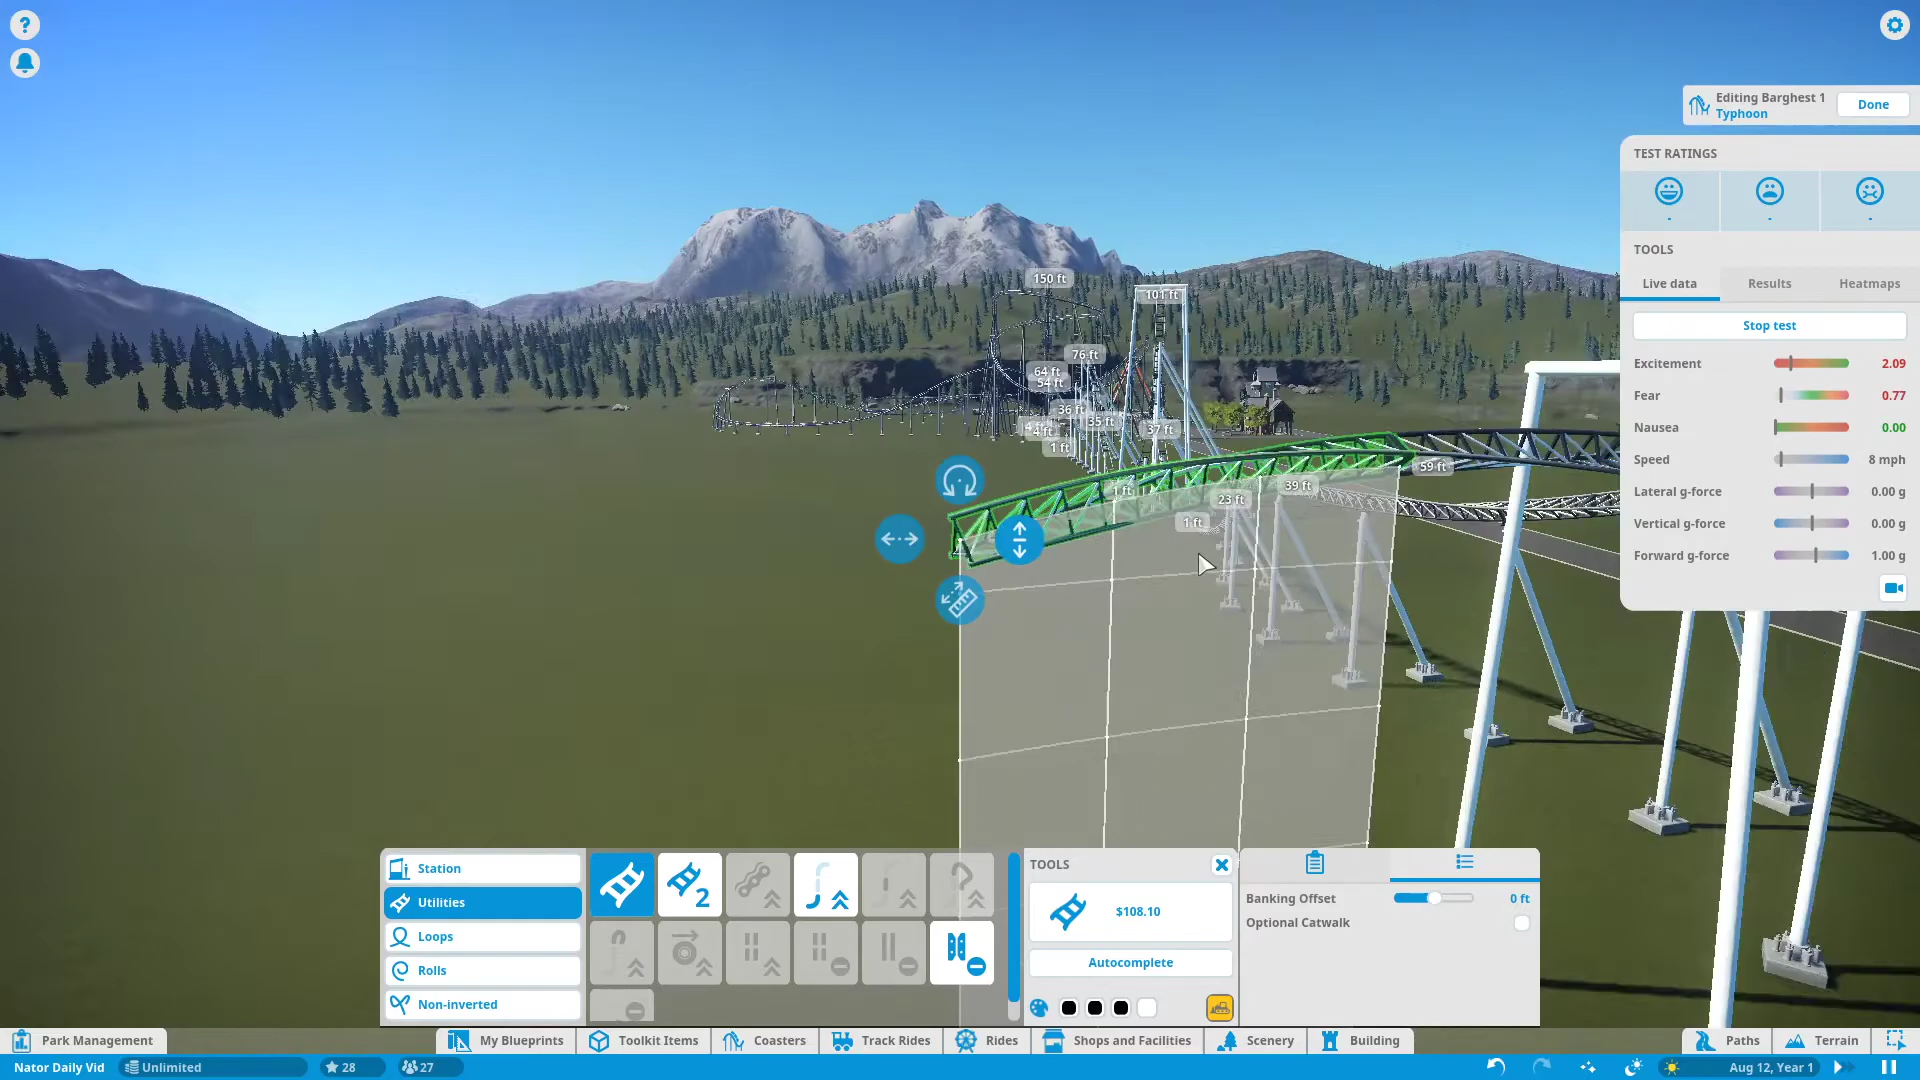 ?
Editing Barghest 1
Typhoon
Done
TEST RATINGS
-
-
-
TOOLS
Live data
Results
Heatmaps
Stop test
Excitement
2.09
Fear
0.77
Nausea
0.00
Speed
8 mph
Lateral g-force
0.00 g
Vertical g-force
0.00 g
Forward g-force
1.00 g
150 ft
101 ft
76 ft
64 ft
54 ft
36 ft
35 ft
4 ft
37 ft
1 ft
59 ft
1 ft
39 ft
23 ft
1 ft
Station
Utilities
Loops
Rolls
Non-inverted
2
TOOLS
$108.10
Autocomplete
Banking Offset
0 ft
Optional Catwalk
Park Management
My Blueprints
Toolkit Items
Coasters
Track Rides
Rides
Shops and Facilities
Scenery
Building
Paths
Terrain
Nator Daily Vid
Unlimited
28
27
Aug 12, Year 1